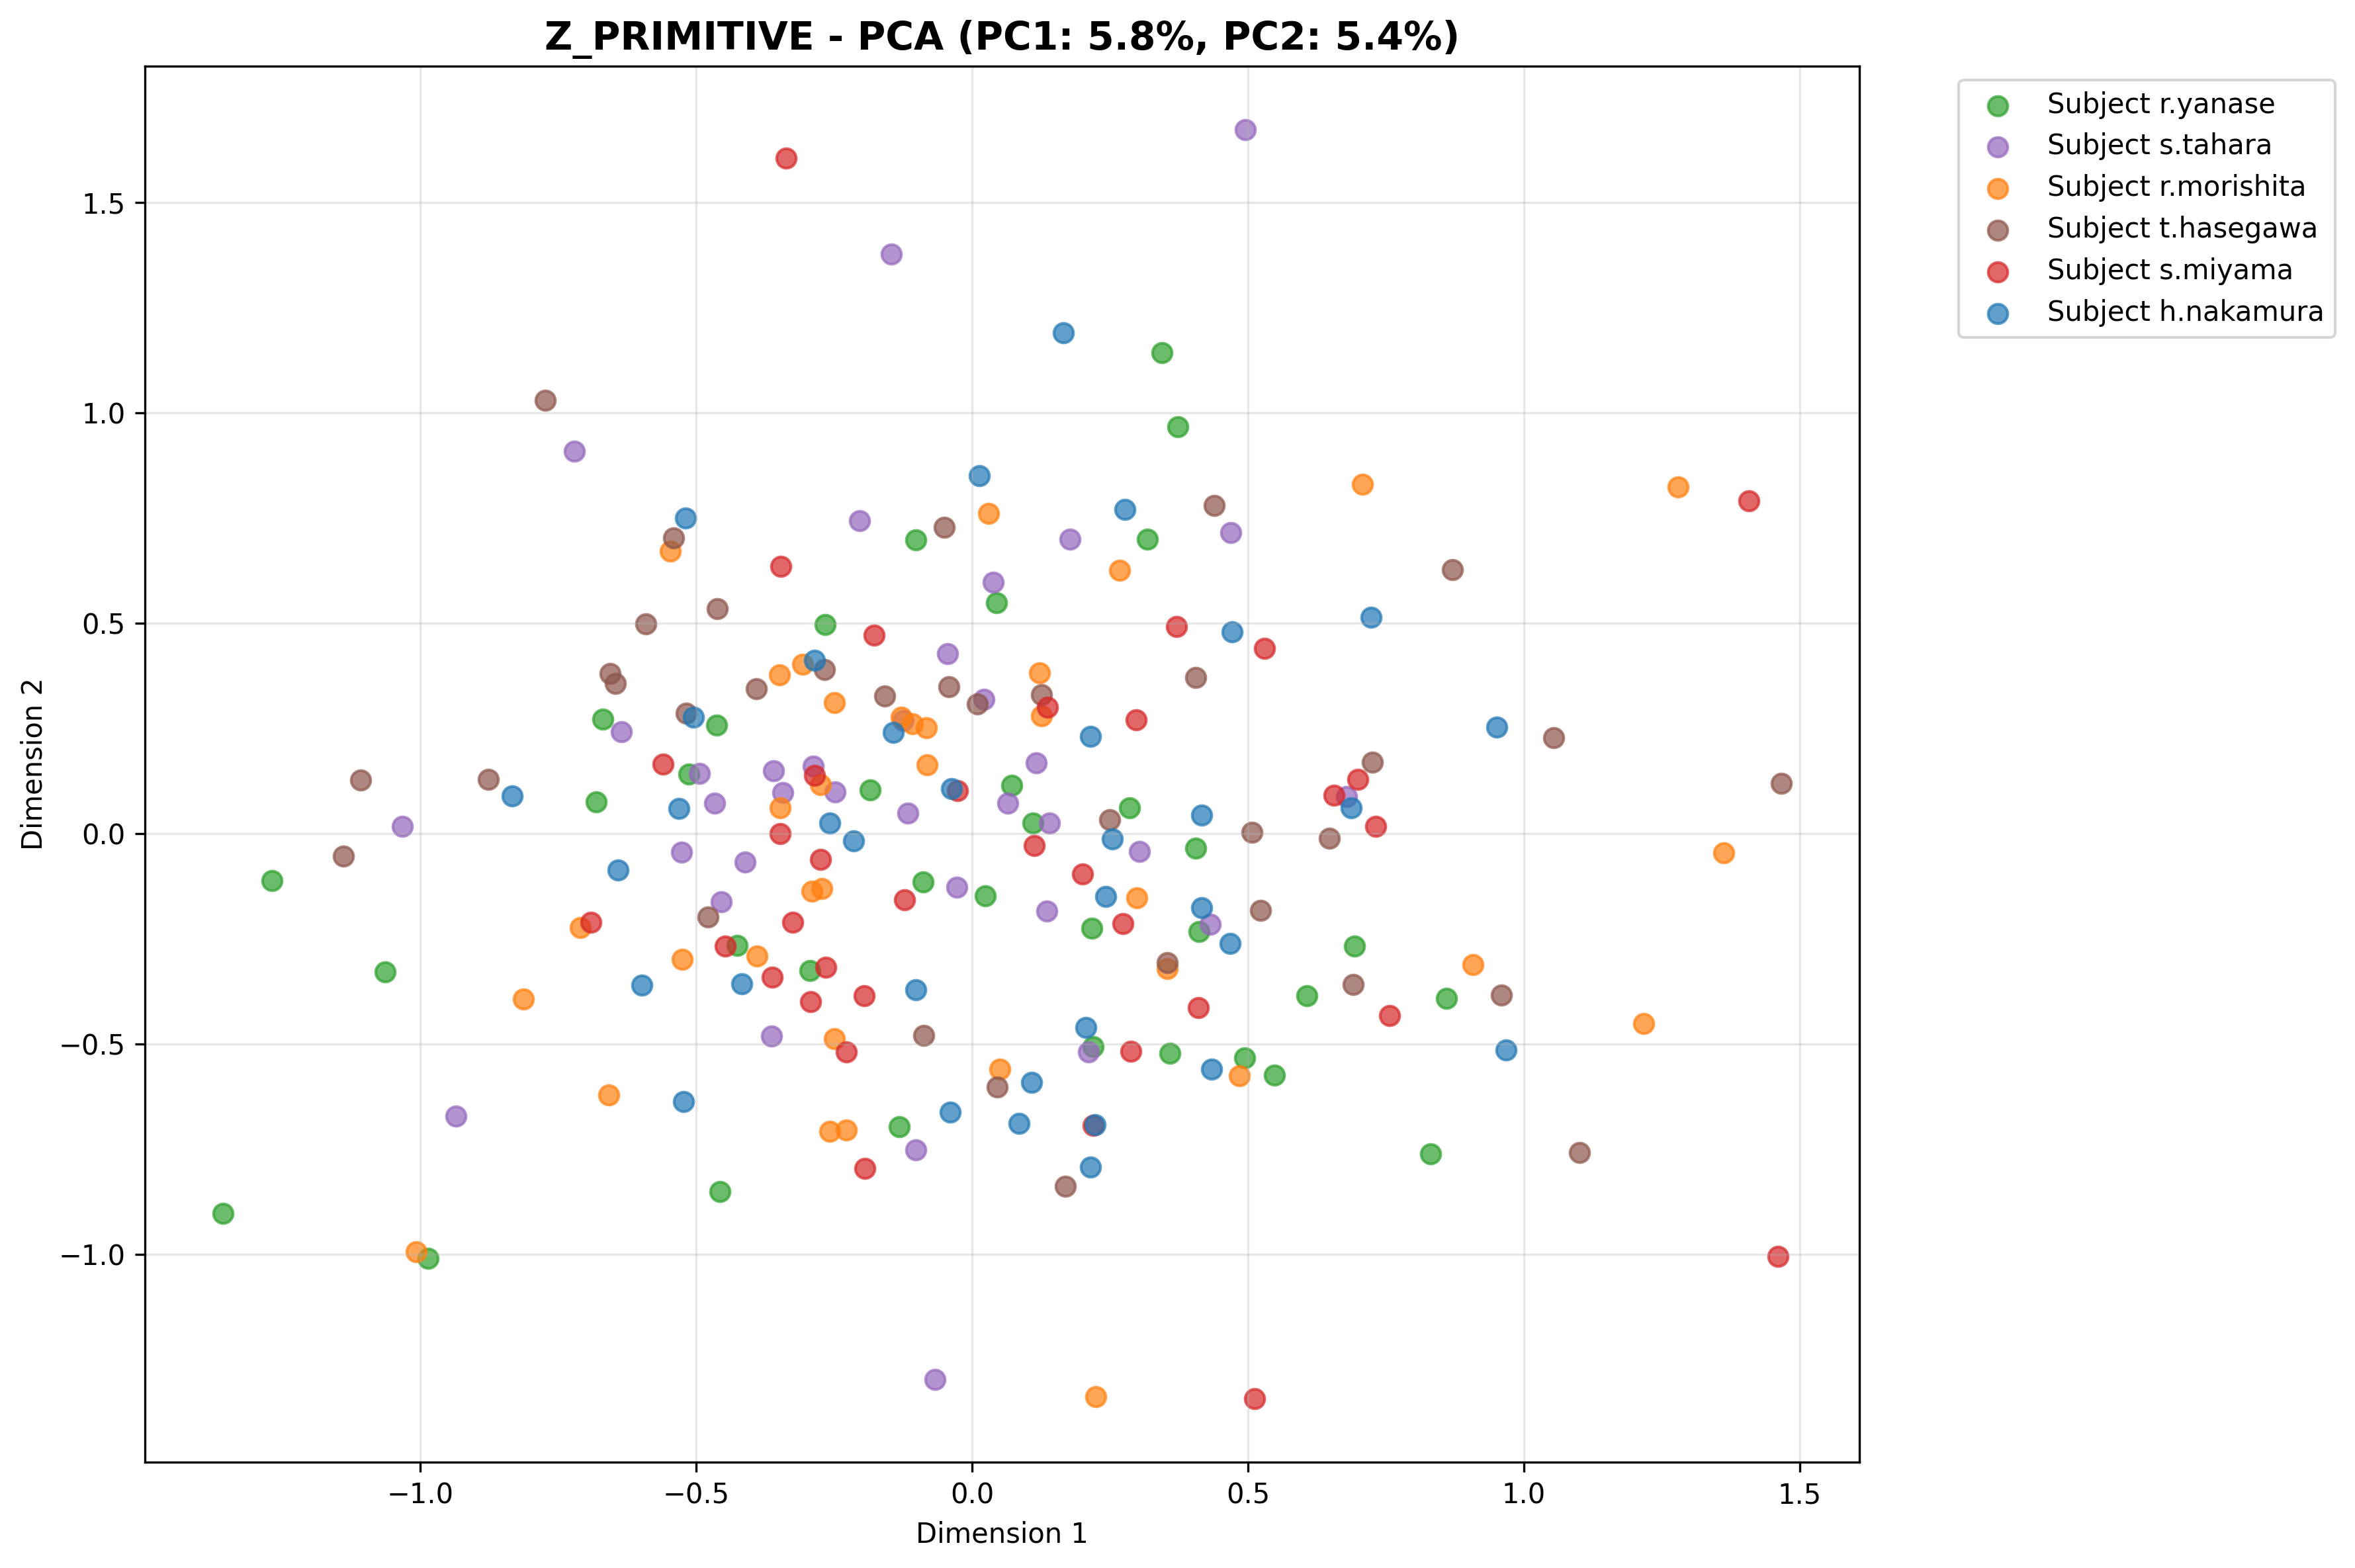 Z_PRIMITIVE - PCA (PC1: 5.8%, PC2: 5.4%)
Subject r.yanase
Subject s.tahara
Subject r.morishita
Subject t.hasegawa
Subject s.miyama
Subject h.nakamura
Dimension 2
1.5
1.0
0.5
0.0
−0.5
−1.0
−1.0 −0.5 0.0 0.5 1.0 1.5
Dimension 1